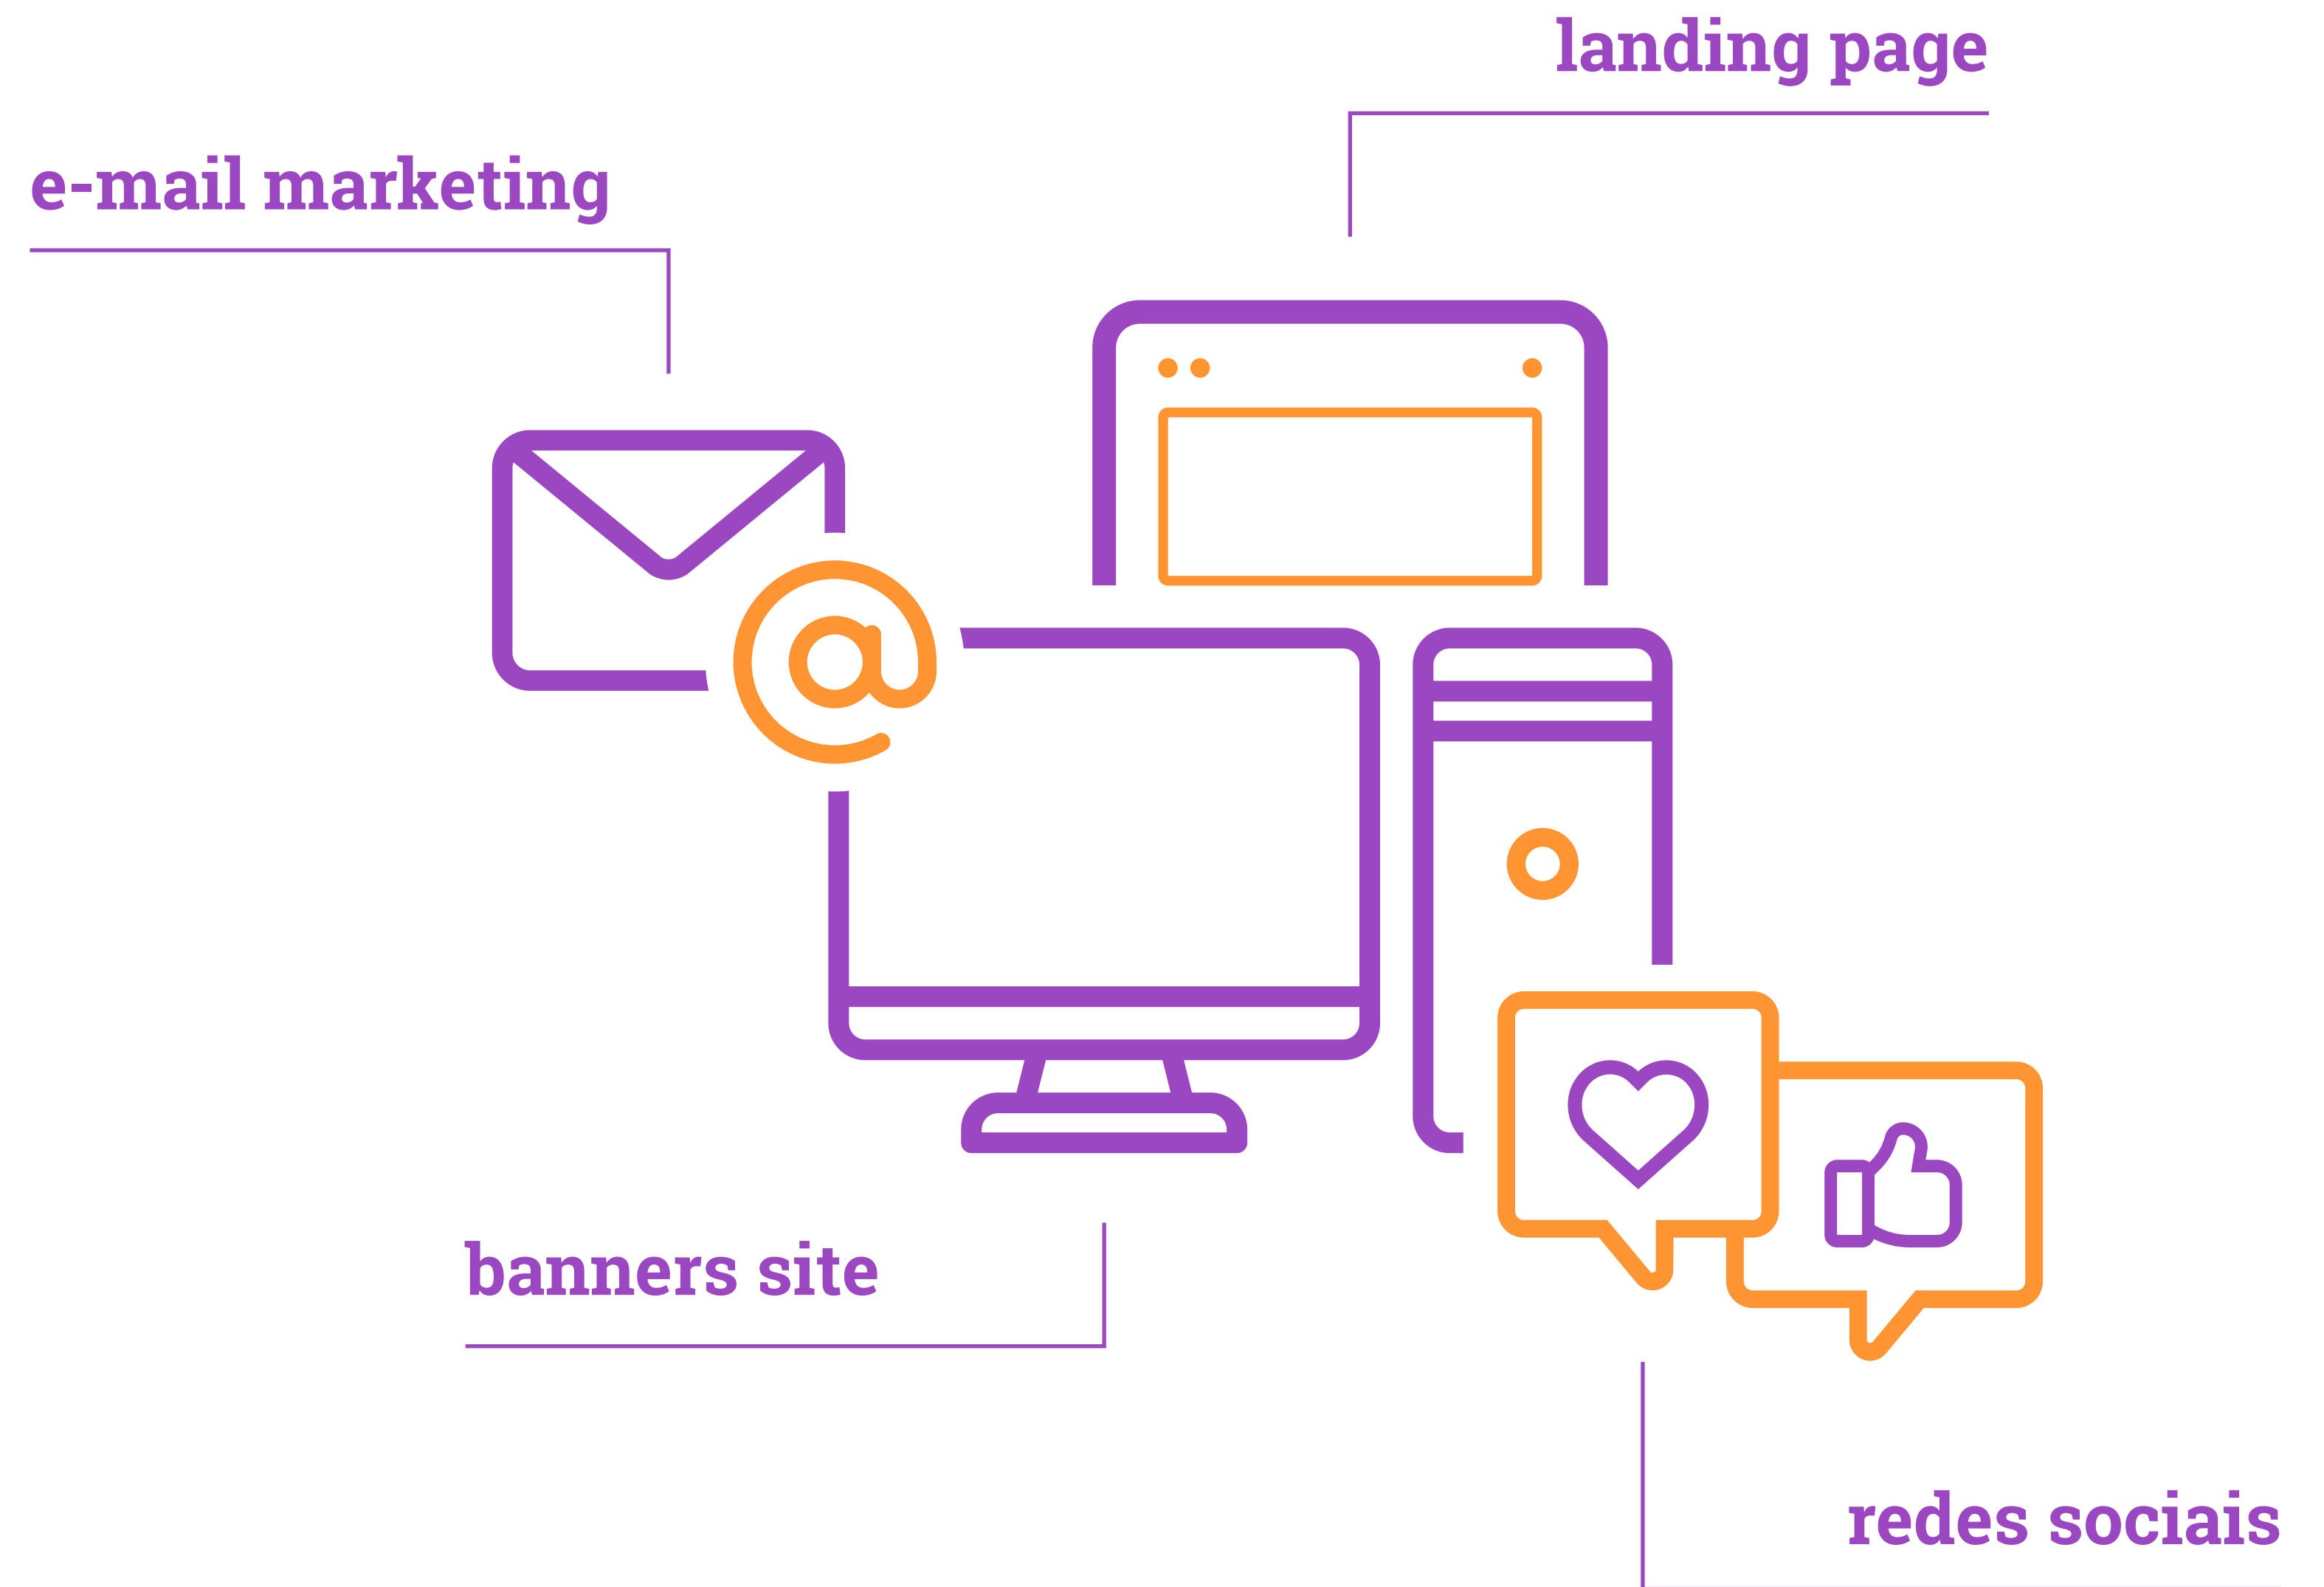 landing page
e-mail marketing
banners site
redes sociais